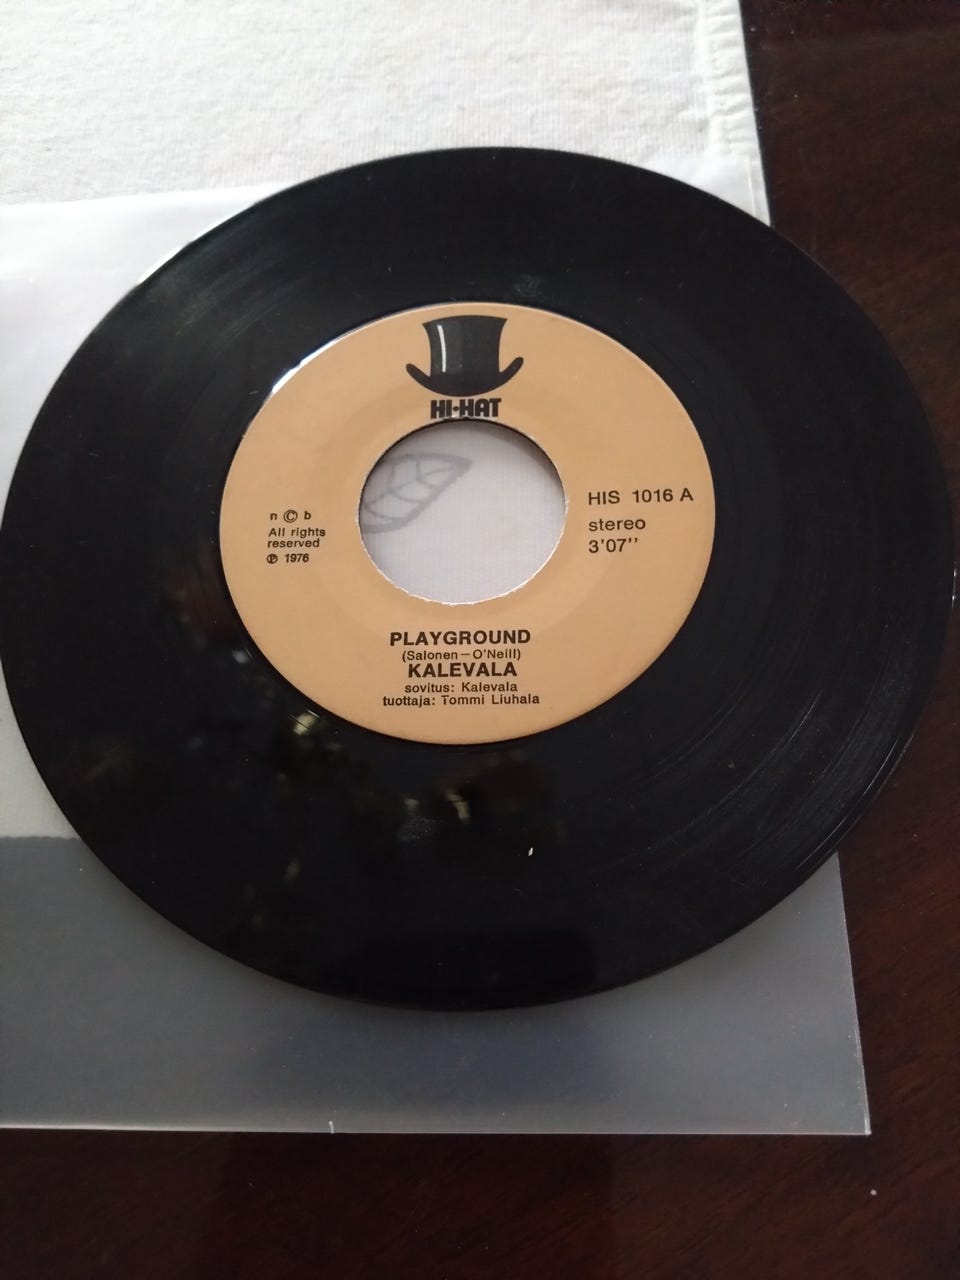 HI-HAT
n © b
All rights
reserved
℗ 1976
HIS 1016 A
stereo
3'07''
PLAYGROUND
(Salonen – O'Neill)
KALEVALA
sovitus: Kalevala
tuottaja: Tommi Liuhala